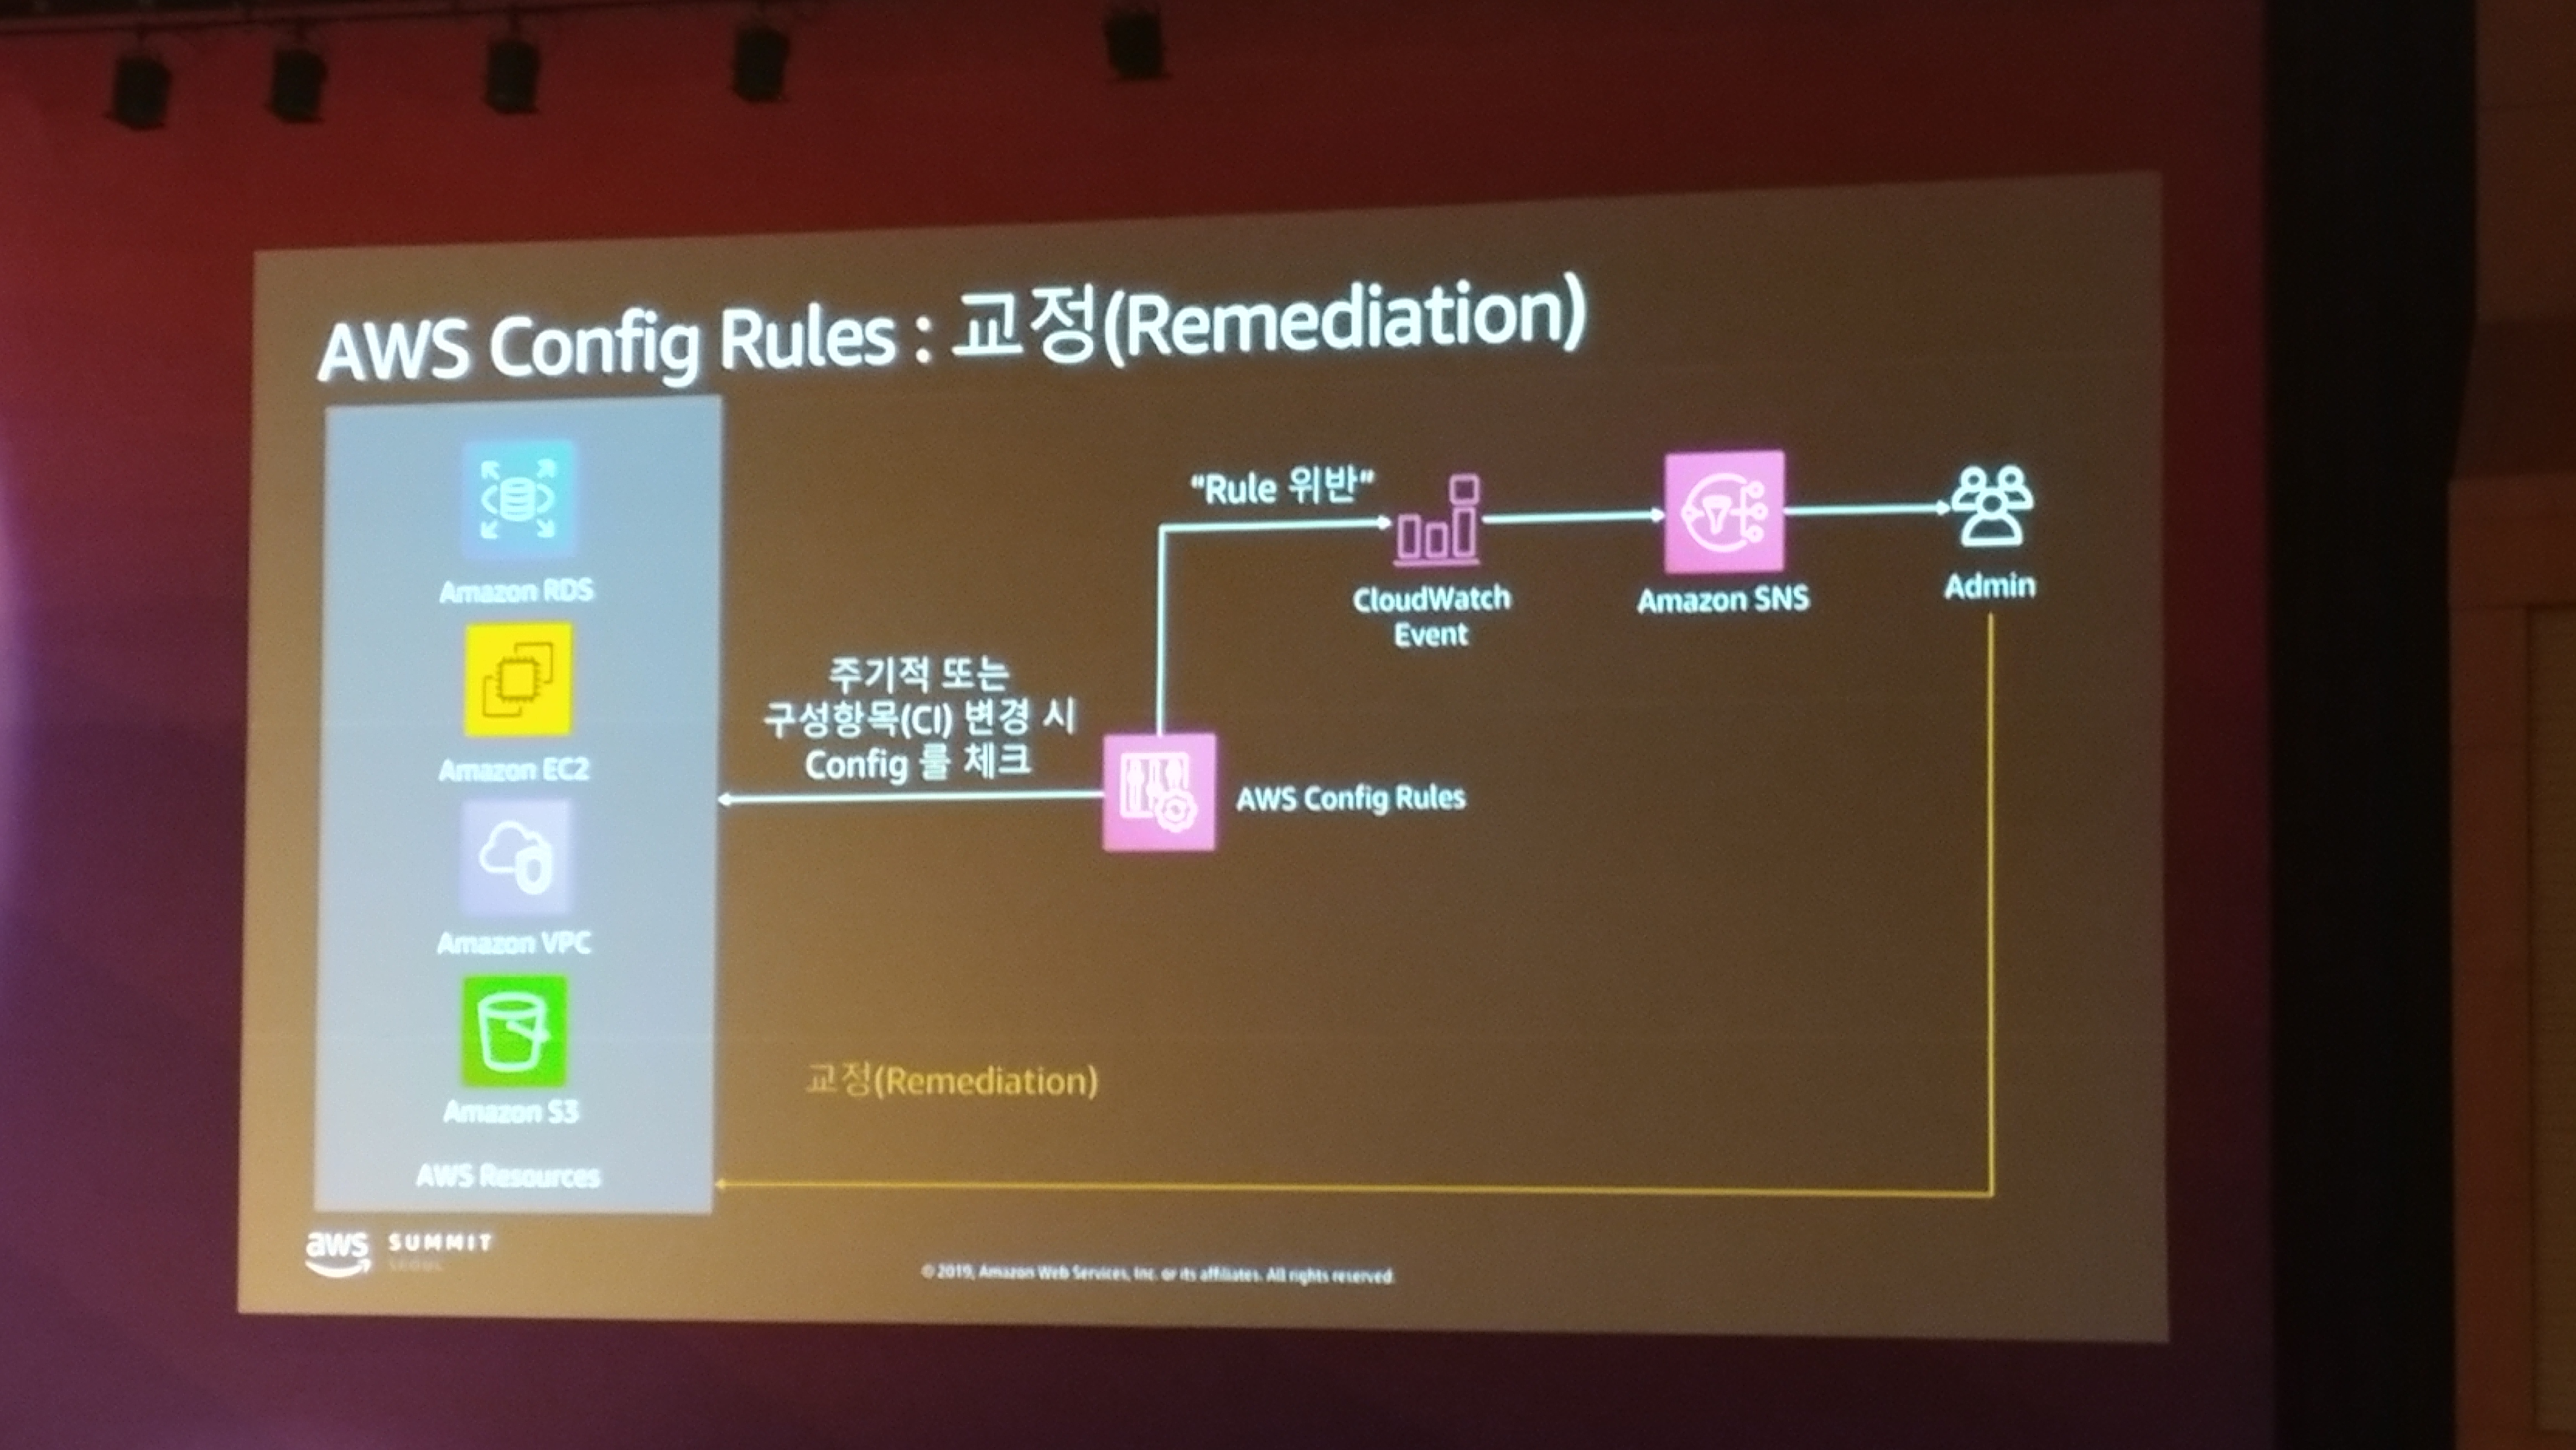 AWS Config Rules : 교정(Remediation)
Amazon RDS
Amazon EC2
Amazon VPC
Amazon S3
AWS Resources
주기적 또는
구성항목(CI) 변경 시
Config 룰 체크
AWS Config Rules
“Rule 위반”
CloudWatch
Event
Amazon SNS
Admin
교정(Remediation)
aws SUMMIT
SEOUL
© 2019, Amazon Web Services, Inc. or its affiliates. All rights reserved.